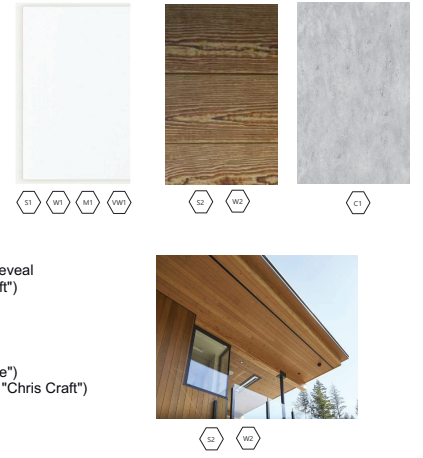 S1 W1 M1 VW1 S2 W2 C1
eveal
ft")
e")
"Chris Craft")
S2 W2